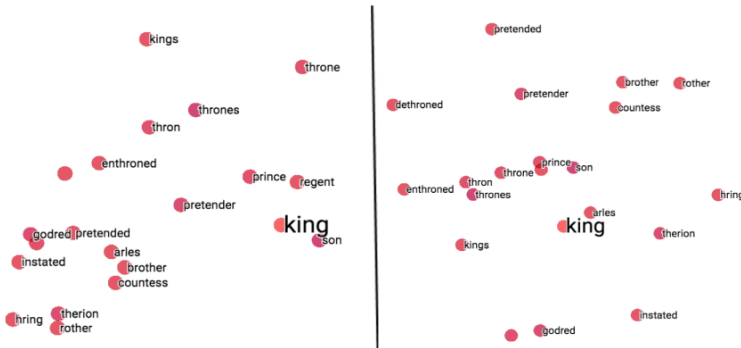 kings
throne
thrones
thron
enthroned
prince
regent
pretender
king
godred
pretended
son
arles
instated
brother
countess
therion
hring
rother
pretended
brother
rother
pretender
dethroned
countess
prince
son
throne
thron
enthroned
thrones
hring
arles
king
therion
kings
instated
godred